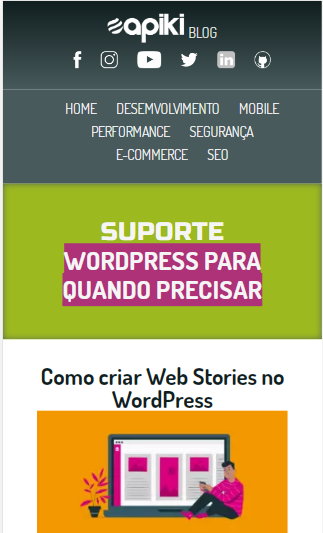 apiki BLOG
HOME DESENVOLVIMENTO MOBILE
PERFORMANCE SEGURANÇA
E-COMMERCE SEO
SUPORTE
WORDPRESS PARA
QUANDO PRECISAR
Como criar Web Stories no
WordPress